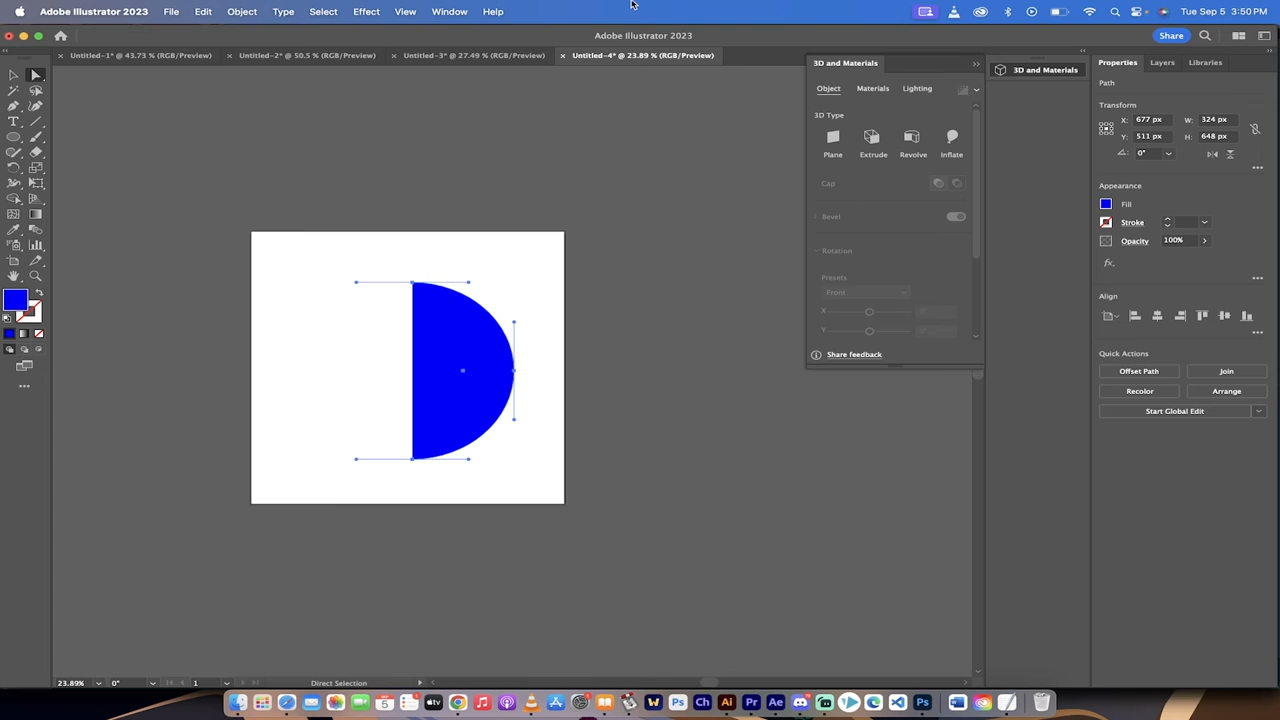 Adobe Illustrator 2023 File Edit Object Type Select Effect View Window Help Tue Sep 5 3:50 PM
Adobe Illustrator 2023 Share
× Untitled-1* @ 43.73 % (RGB/Preview) × Untitled-2* @ 50.5 % (RGB/Preview) × Untitled-3* @ 27.49 % (RGB/Preview) × Untitled-4* @ 23.89 % (RGB/Preview)
3D and Materials
Object Materials Lighting
3D Type
Plane Extrude Revolve Inflate
Cap
Bevel
Rotation
Presets
Front
X
Y
Share feedback
3D and Materials
Properties Layers Libraries
Path
Transform
X: 677 px W: 324 px
Y: 511 px H: 648 px
0°
Appearance
Fill
Stroke
Opacity 100%
fx.
Align
Quick Actions
Offset Path Join
Recolor Arrange
Start Global Edit
23.89% 0° 1 Direct Selection